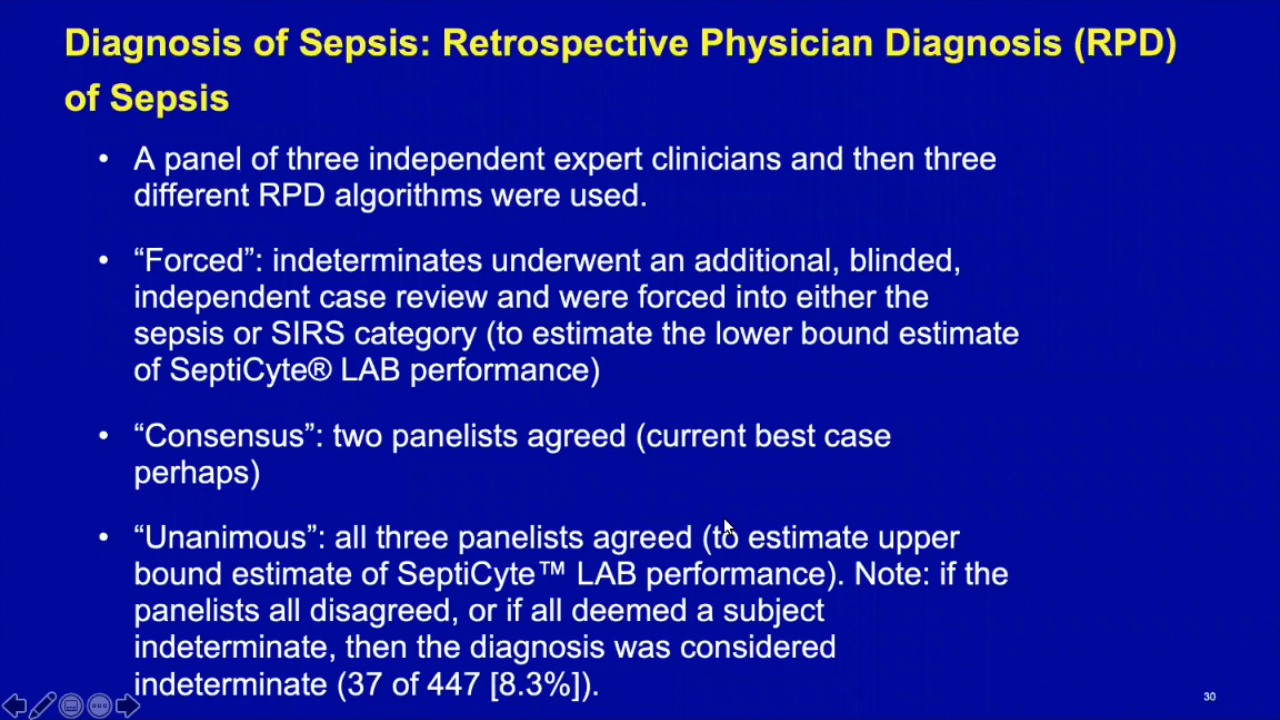 Diagnosis of Sepsis: Retrospective Physician Diagnosis (RPD)
of Sepsis
• A panel of three independent expert clinicians and then three
different RPD algorithms were used.
• “Forced”: indeterminates underwent an additional, blinded,
independent case review and were forced into either the
sepsis or SIRS category (to estimate the lower bound estimate
of SeptiCyte® LAB performance)
• “Consensus”: two panelists agreed (current best case
perhaps)
• “Unanimous”: all three panelists agreed (to estimate upper
bound estimate of SeptiCyte™ LAB performance). Note: if the
panelists all disagreed, or if all deemed a subject
indeterminate, then the diagnosis was considered
indeterminate (37 of 447 [8.3%]).
30